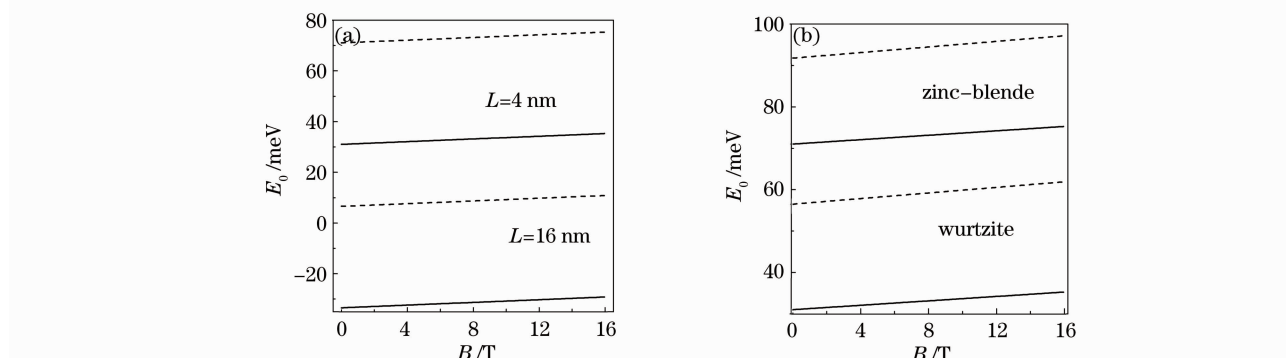 (a)
80
60
40
20
0
−20
E₀/meV
L=4 nm
L=16 nm
0 4 8 12 16
B/T
(b)
100
80
60
40
E₀/meV
zinc−blende
wurtzite
0 4 8 12 16
B/T